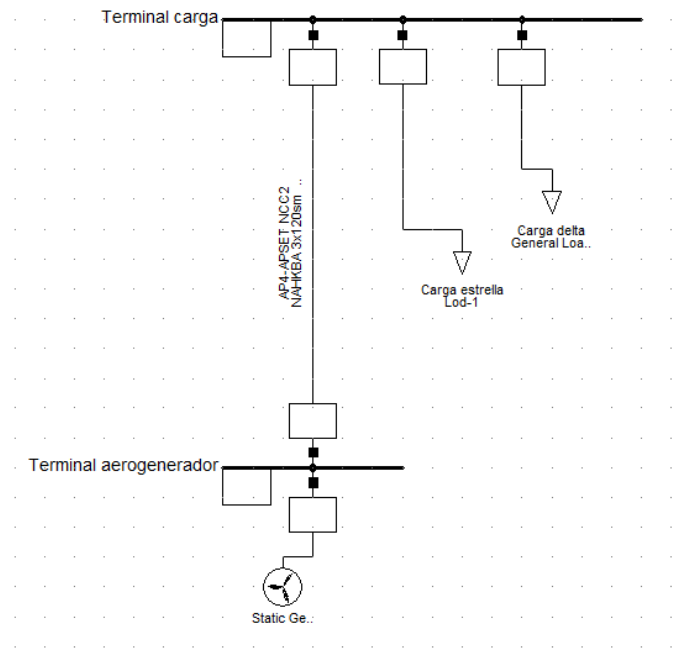 Terminal carga
AP4-APSET NCC2
NAHKBA 3x120sm ..
Carga delta
General Loa..
Carga estrella
Lod-1
Terminal aerogenerador
Static Ge..